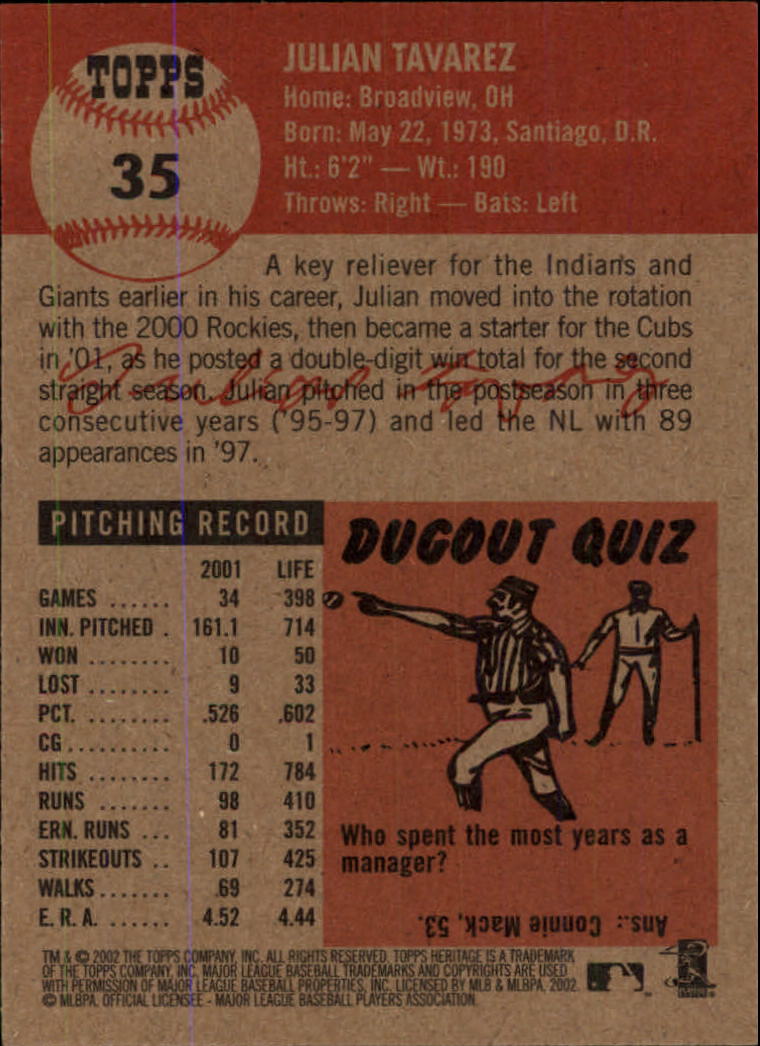 TOPPS
35
JULIAN TAVAREZ
Home: Broadview, OH
Born: May 22, 1973, Santiago, D.R.
Ht.: 6'2" — Wt.: 190
Throws: Right — Bats: Left
A key reliever for the Indians and
Giants earlier in his career, Julian moved into the rotation
with the 2000 Rockies, then became a starter for the Cubs
in '01, as he posted a double-digit win total for the second
straight season. Julian pitched in the postseason in three
consecutive years ('95-97) and led the NL with 89
appearances in '97.
Julian Tavarez
PITCHING RECORD
2001 LIFE
GAMES ...... 34 398
INN. PITCHED . 161.1 714
WON ........ 10 50
LOST ........ 9 33
PCT. ........ .526 .602
CG.......... 0 1
HITS ........ 172 784
RUNS ....... 98 410
ERN. RUNS ... 81 352
STRIKEOUTS .. 107 425
WALKS....... 69 274
E. R. A. ...... 4.52 4.44
DUGOUT QUIZ
Who spent the most years as a
manager?
Ans.: Connie Mack, 53.
TM & © 2002 THE TOPPS COMPANY, INC. ALL RIGHTS RESERVED. TOPPS HERITAGE IS A TRADEMARK
OF THE TOPPS COMPANY, INC. MAJOR LEAGUE BASEBALL TRADEMARKS AND COPYRIGHTS ARE USED
WITH PERMISSION OF MAJOR LEAGUE BASEBALL PROPERTIES, INC. LICENSED BY MLB & MLBPA. 2002
© MLBPA. OFFICIAL LICENSEE - MAJOR LEAGUE BASEBALL PLAYERS ASSOCIATION.